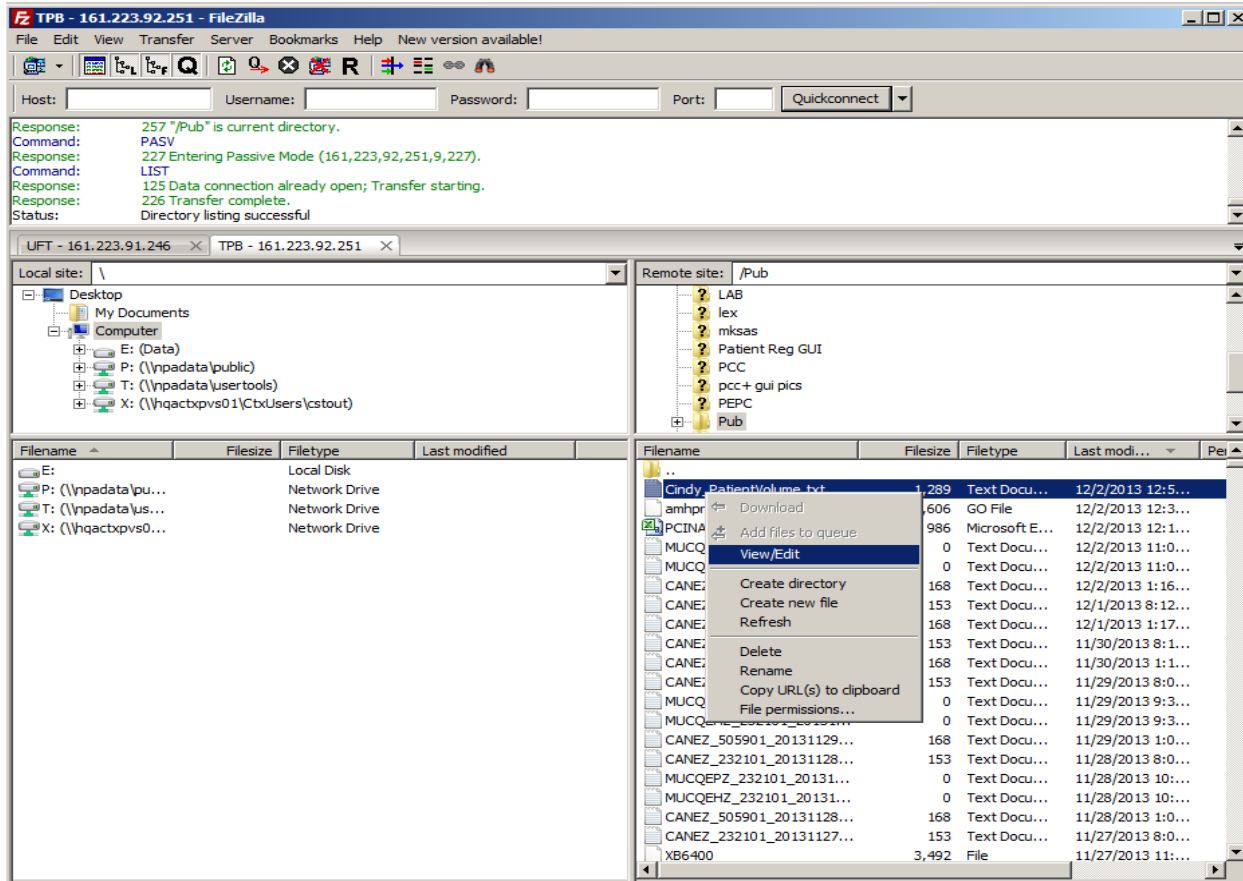 TPB - 161.223.92.251 - FileZilla
File Edit View Transfer Server Bookmarks Help New version available!
Host: Username: Password: Port: Quickconnect
Response: 257 "/Pub" is current directory.
Command: PASV
Response: 227 Entering Passive Mode (161,223,92,251,9,227).
Command: LIST
Response: 125 Data connection already open; Transfer starting.
Response: 226 Transfer complete.
Status: Directory listing successful
UFT - 161.223.91.246 TPB - 161.223.92.251
Local site: \
Desktop
My Documents
Computer
E: (Data)
P: (\\npadata\public)
T: (\\npadata\usertools)
X: (\\hqactxpvs01\CtxUsers\cstout)
Filename Filesize Filetype Last modified
E: Local Disk
P: (\\npadata\pu... Network Drive
T: (\\npadata\us... Network Drive
X: (\\hqactxpvs0... Network Drive
Remote site: /Pub
LAB
lex
mksas
Patient Reg GUI
PCC
pcc+ gui pics
PEPC
Pub
Filename Filesize Filetype Last modi...
..
Cindy_PatientVolume.txt 1,289 Text Docu... 12/2/2013 12:5...
amhpr ,606 GO File 12/2/2013 12:3...
PCINA 986 Microsoft E... 12/2/2013 12:1...
MUCQ 0 Text Docu... 12/2/2013 11:0...
MUCQ 0 Text Docu... 12/2/2013 11:0...
CANEZ 168 Text Docu... 12/2/2013 1:16...
CANEZ 153 Text Docu... 12/1/2013 8:12...
CANEZ 168 Text Docu... 12/1/2013 1:17...
CANEZ 153 Text Docu... 11/30/2013 8:1...
CANEZ 168 Text Docu... 11/30/2013 1:1...
CANEZ 153 Text Docu... 11/29/2013 8:0...
MUCQ 0 Text Docu... 11/29/2013 9:3...
0 Text Docu... 11/29/2013 9:3...
CANEZ_505901_20131129... 168 Text Docu... 11/29/2013 1:0...
CANEZ_232101_20131128... 153 Text Docu... 11/28/2013 8:0...
MUCQEPZ_232101_20131... 0 Text Docu... 11/28/2013 10:...
MUCQEHZ_232101_20131... 0 Text Docu... 11/28/2013 10:...
CANEZ_505901_20131128... 168 Text Docu... 11/28/2013 1:0...
CANEZ_232101_20131127... 153 Text Docu... 11/27/2013 8:0...
XB6400 3,492 File 11/27/2013 11:...
Download
Add files to queue
View/Edit
Create directory
Create new file
Refresh
Delete
Rename
Copy URL(s) to clipboard
File permissions...